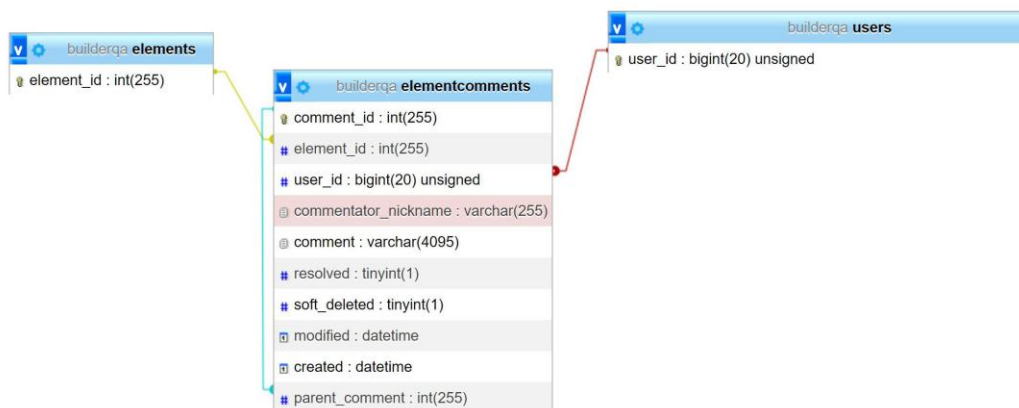 v builderqa elements
element_id : int(255)
v builderqa elementcomments
comment_id : int(255)
# element_id : int(255)
# user_id : bigint(20) unsigned
commentator_nickname : varchar(255)
comment : varchar(4095)
# resolved : tinyint(1)
# soft_deleted : tinyint(1)
modified : datetime
created : datetime
# parent_comment : int(255)
v builderqa users
user_id : bigint(20) unsigned